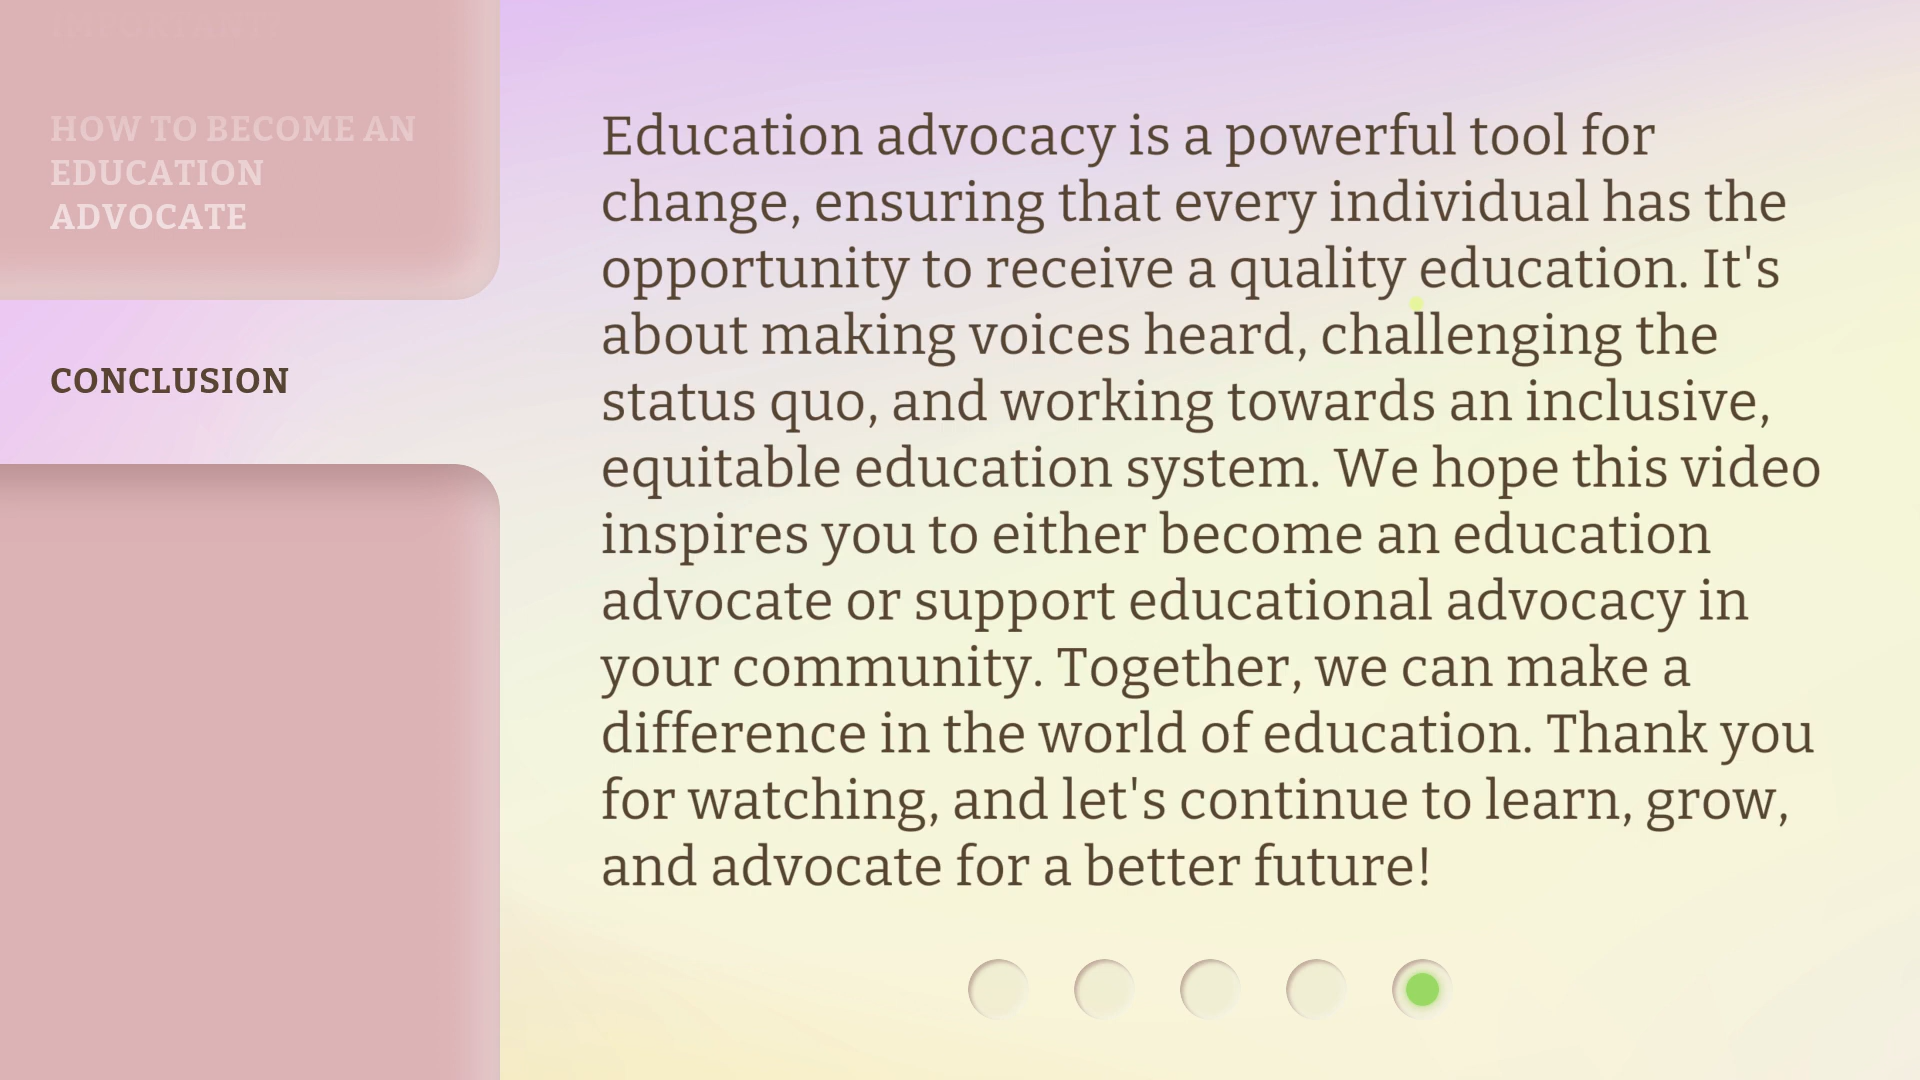 IMPORTANT?
HOW TO BECOME AN
EDUCATION
ADVOCATE
CONCLUSION
Education advocacy is a powerful tool for
change, ensuring that every individual has the
opportunity to receive a quality education. It's
about making voices heard, challenging the
status quo, and working towards an inclusive,
equitable education system. We hope this video
inspires you to either become an education
advocate or support educational advocacy in
your community. Together, we can make a
difference in the world of education. Thank you
for watching, and let's continue to learn, grow,
and advocate for a better future!